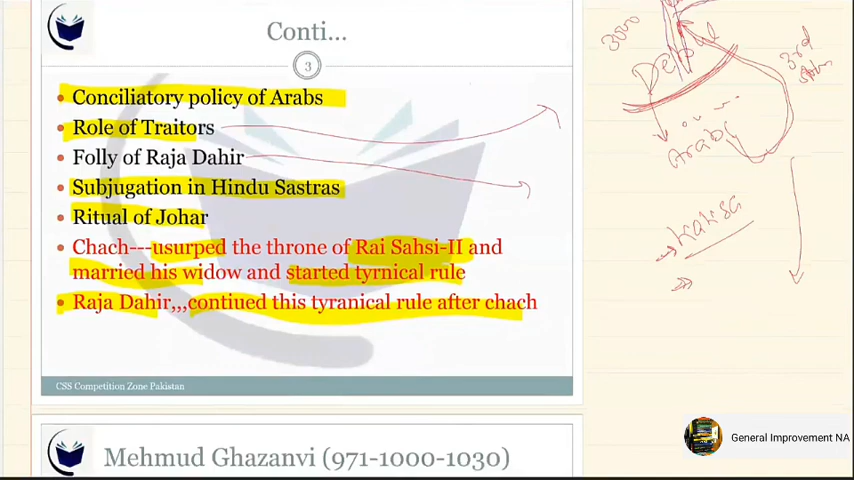 Conti...
3
• Conciliatory policy of Arabs
• Role of Traitors
• Folly of Raja Dahir
• Subjugation in Hindu Sastras
• Ritual of Johar
• Chach---usurped the throne of Rai Sahsi-II and
married his widow and started tyrnical rule
• Raja Dahir,,,contiued this tyranical rule after chach
CSS Competition Zone Pakistan
Mehmud Ghazanvi (971-1000-1030)
3000
Debal
3rd
Arabs
General Improvement NA